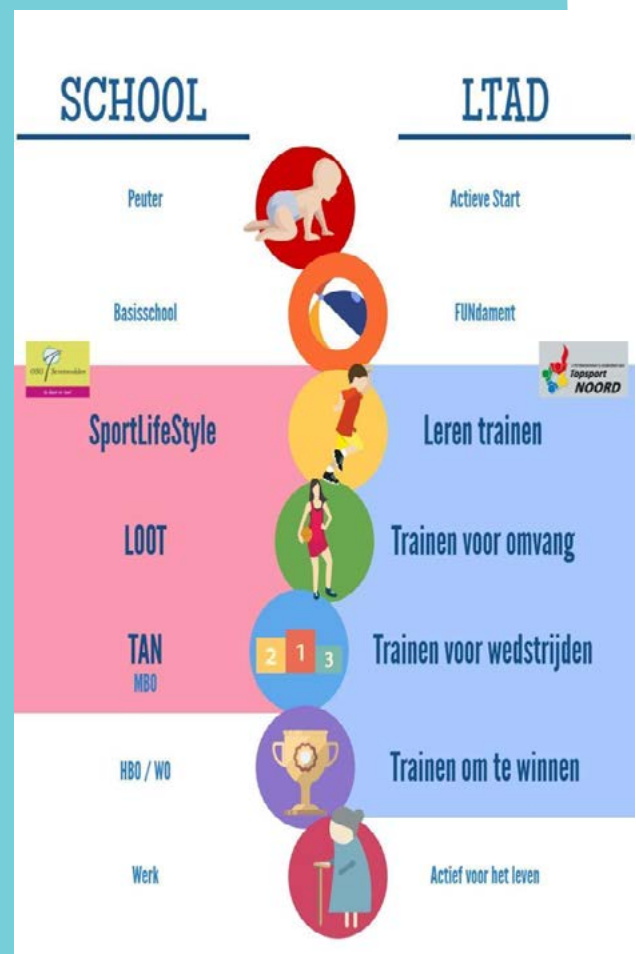 SCHOOL
LTAD
Peuter
Actieve Start
Basisschool
FUNdament
Topsport
NOORD
SportLifeStyle
Leren trainen
LOOT
Trainen voor omvang
TAN
MBO
2 1 3
Trainen voor wedstrijden
HBO / WO
Trainen om te winnen
Werk
Actief voor het leven